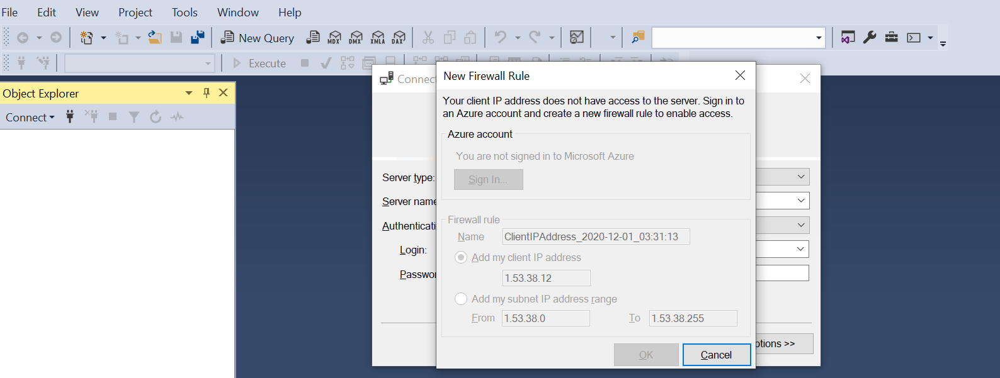 File Edit View Project Tools Window Help
New Query MDX DMX XMLA DAX
Execute
Object Explorer
Connect
Connect
New Firewall Rule
Your client IP address does not have access to the server. Sign in to
an Azure account and create a new firewall rule to enable access.
Azure account
You are not signed in to Microsoft Azure
Sign In...
Server type:
Server name
Authenticati
Login:
Passwor
Firewall rule
Name ClientIPAddress_2020-12-01_03:31:13
Add my client IP address
1.53.38.12
Add my subnet IP address range
From 1.53.38.0 To 1.53.38.255
OK Cancel
ptions >>